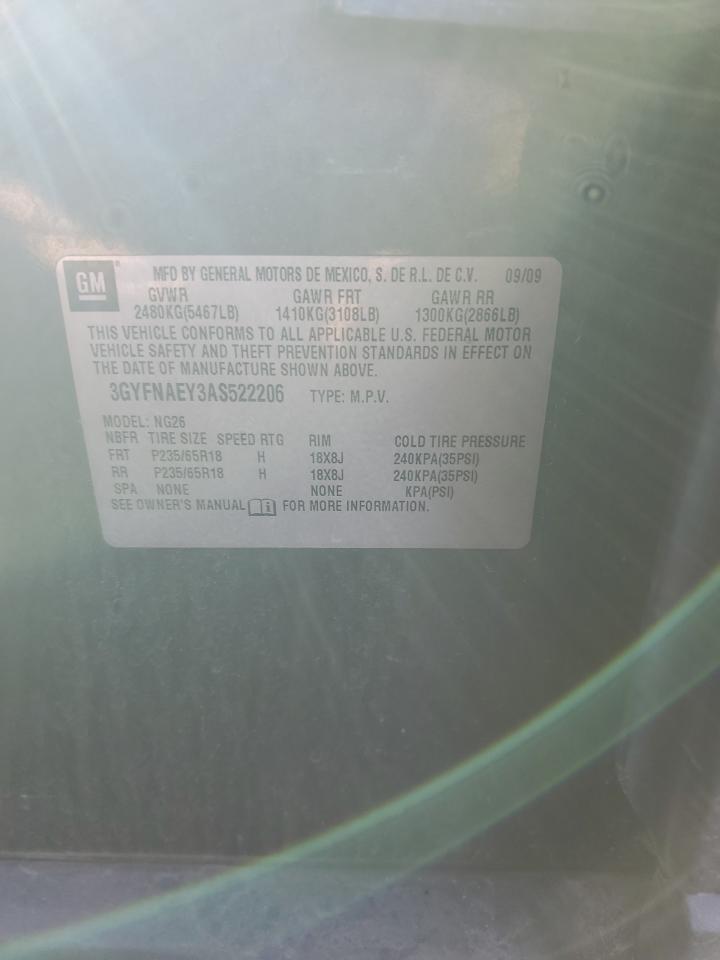 GM® MFD BY GENERAL MOTORS DE MEXICO, S. DE R.L. DE C.V. 09/09
GVWR GAWR FRT GAWR RR
2480KG(5467LB) 1410KG(3108LB) 1300KG(2866LB)
THIS VEHICLE CONFORMS TO ALL APPLICABLE U.S. FEDERAL MOTOR
VEHICLE SAFETY AND THEFT PREVENTION STANDARDS IN EFFECT ON
THE DATE OF MANUFACTURE SHOWN ABOVE.
3GYFNAEY3AS522206 TYPE: M.P.V.
MODEL: NG26
NBFR TIRE SIZE SPEED RTG RIM COLD TIRE PRESSURE
FRT P235/65R18 H 18X8J 240KPA(35PSI)
RR P235/65R18 H 18X8J 240KPA(35PSI)
SPA NONE NONE KPA(PSI)
SEE OWNER'S MANUAL FOR MORE INFORMATION.